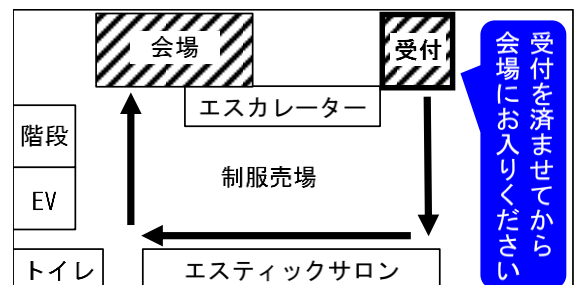 会場
受付
エスカレーター
階段
制服売場
EV
トイレ
エスティックサロン
受付を済ませてから
会場にお入りください